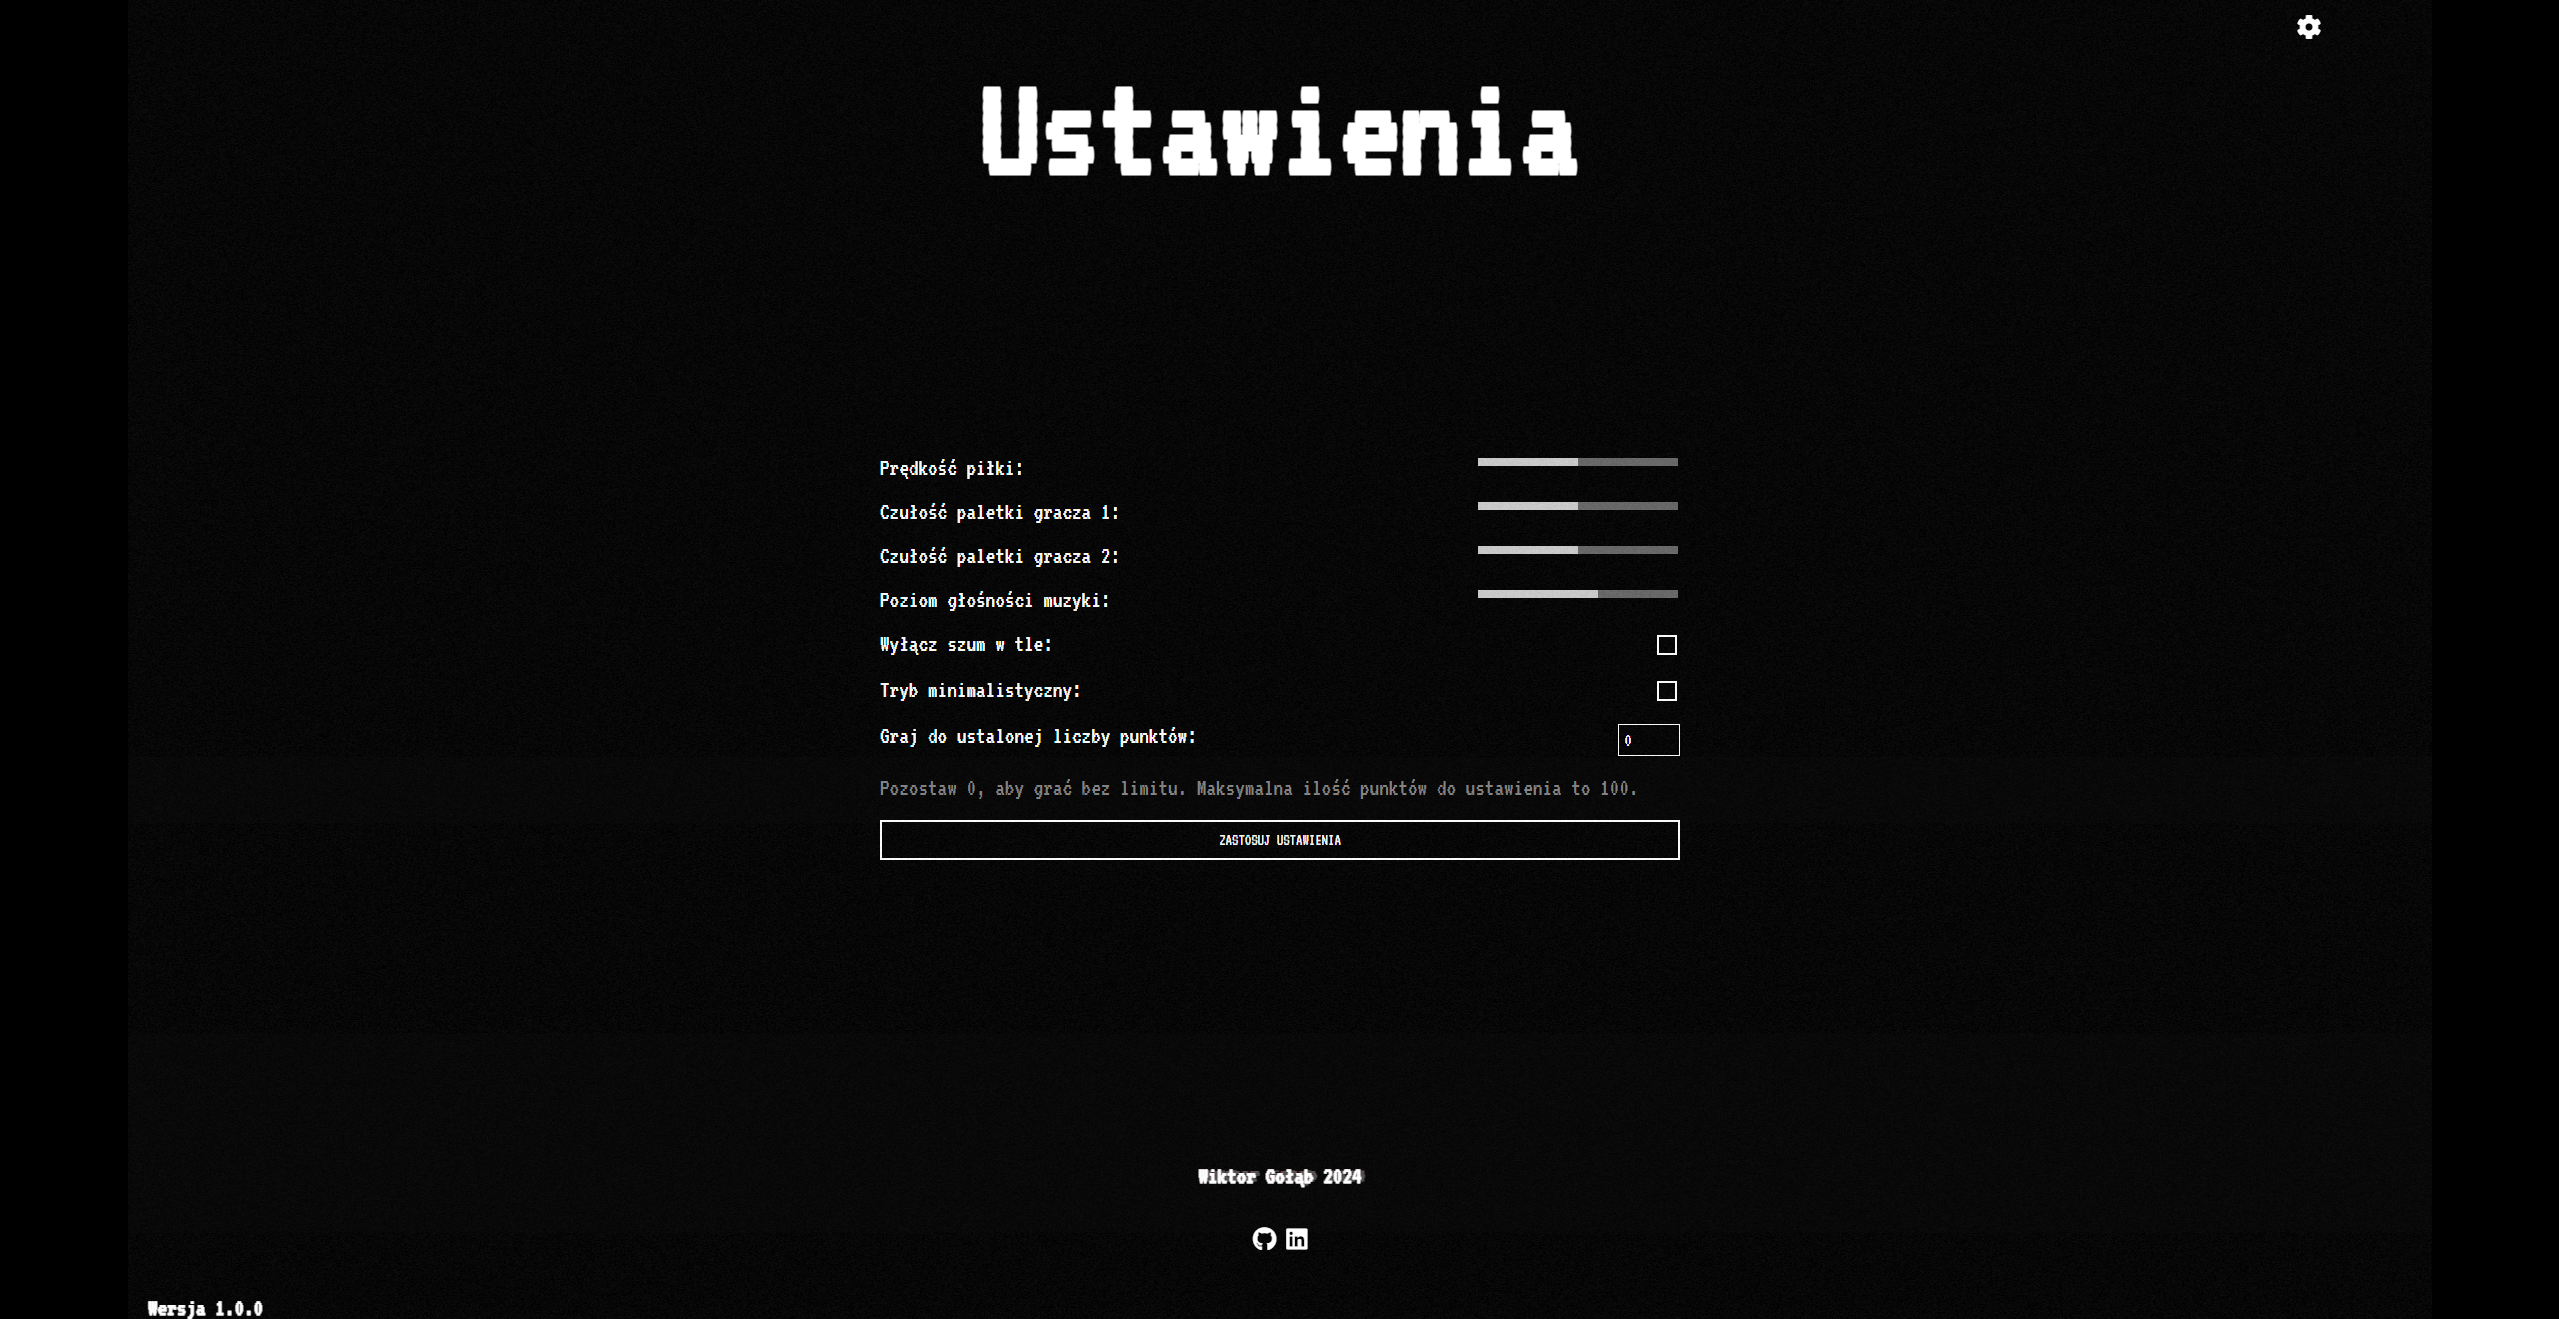 Ustawienia
Prędkość piłki:
Czułość paletki gracza 1:
Czułość paletki gracza 2:
Poziom głośności muzyki:
Wyłącz szum w tle:
Tryb minimalistyczny:
Graj do ustalonej liczby punktów:
0
Pozostaw 0, aby grać bez limitu. Maksymalna ilość punktów do ustawienia to 100.
ZASTOSUJ USTAWIENIA
Wiktor Gołąb 2024
in
Wersja 1.0.0